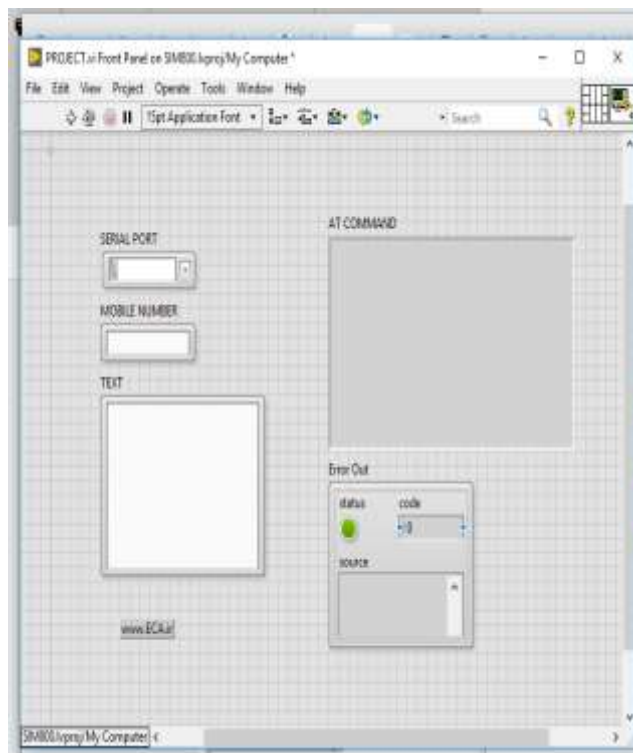 PROJECT.vi Front Panel on SIM800.lvproj/My Computer *
File Edit View Project Operate Tools Window Help
15pt Application Font
Search
AT COMMAND
SERIAL PORT
MOBILE NUMBER
TEXT
Error Out
status code
0
source
www.ECA.ir
SIM800.lvproj/My Computer